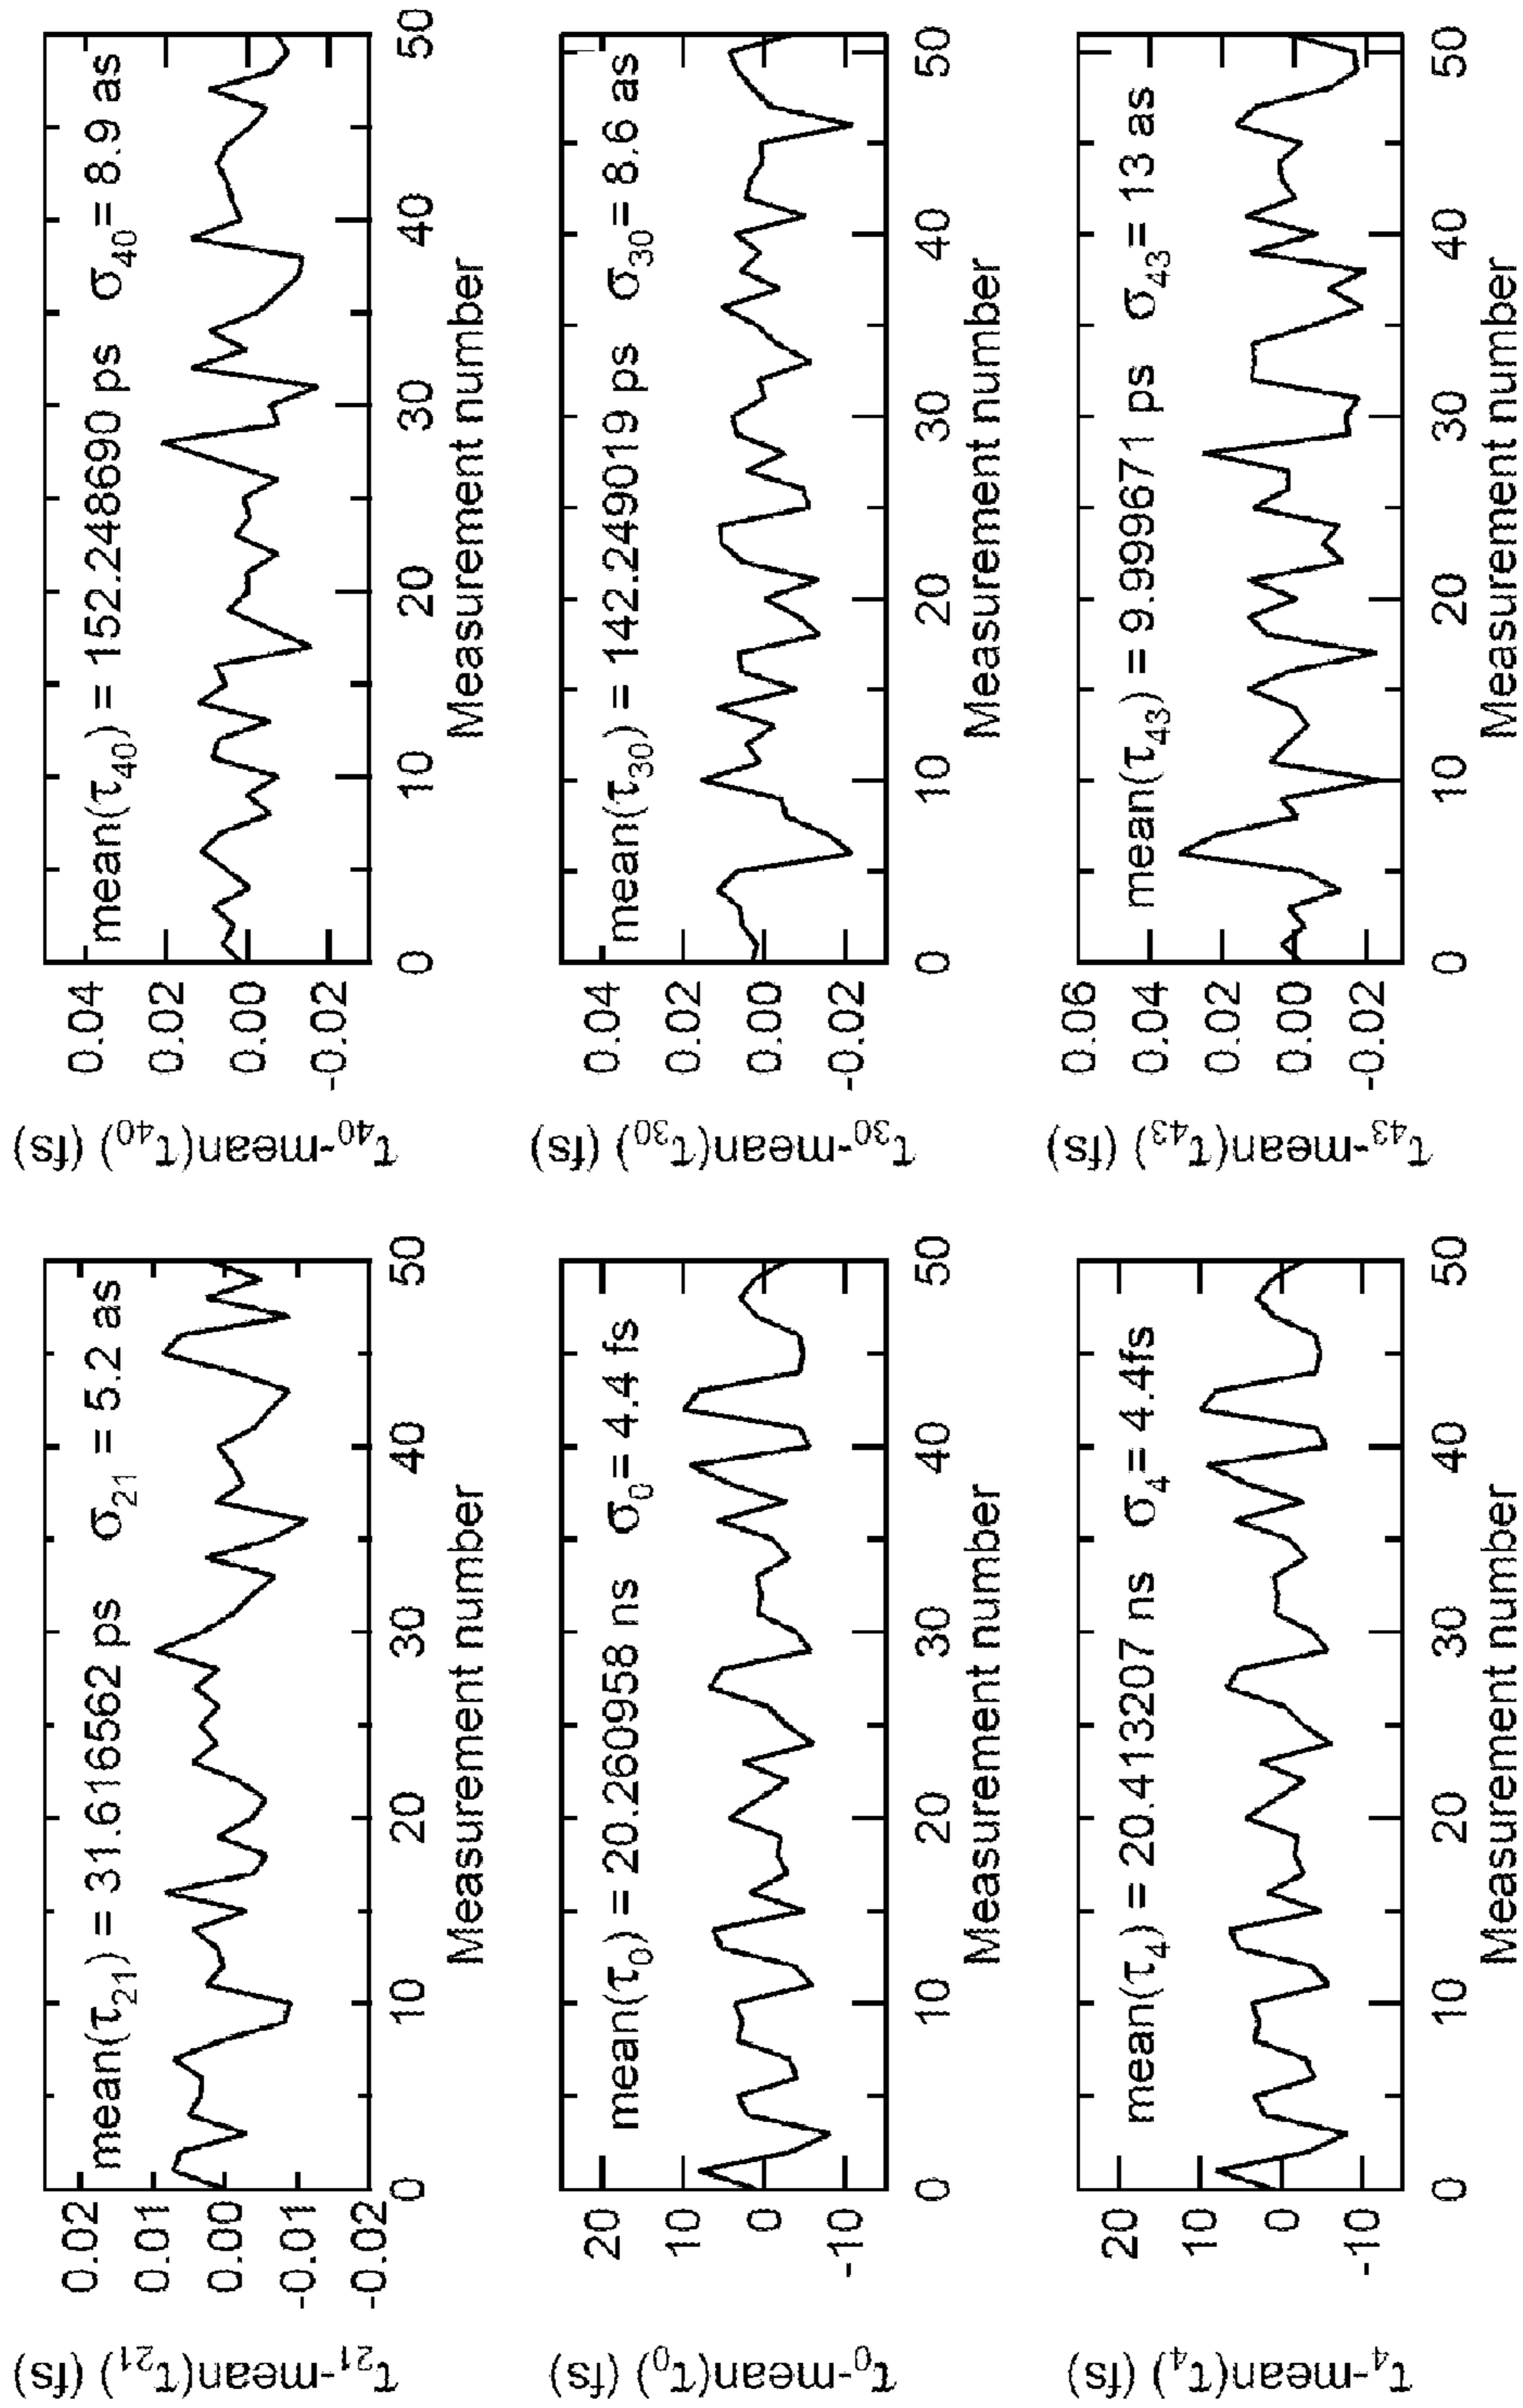 τ₂₁-mean(τ₂₁) (fs)
mean(τ₂₁) = 31.616562 ps σ₂₁ = 5.2 as
0.02
0.01
0.00
-0.01
-0.02
0 10 20 30 40 50
Measurement number
τ₄₀-mean(τ₄₀) (fs)
mean(τ₄₀) = 152.248690 ps σ₄₀= 8.9 as
0.04
0.02
0.00
-0.02
0 10 20 30 40 50
Measurement number
τ₀-mean(τ₀) (fs)
mean(τ₀) = 20.260958 ns σ₀= 4.4 fs
20
10
0
-10
0 10 20 30 40 50
Measurement number
τ₃₀-mean(τ₃₀) (fs)
mean(τ₃₀) = 142.249019 ps σ₃₀= 8.6 as
0.04
0.02
0.00
-0.02
0 10 20 30 40 50
Measurement number
τ₄-mean(τ₄) (fs)
mean(τ₄) = 20.413207 ns σ₄= 4.4fs
20
10
0
-10
0 10 20 30 40 50
Measurement number
τ₄₃-mean(τ₄₃) (fs)
mean(τ₄₃) = 9.999671 ps σ₄₃= 13 as
0.06
0.04
0.02
0.00
-0.02
0 10 20 30 40 50
Measurement number